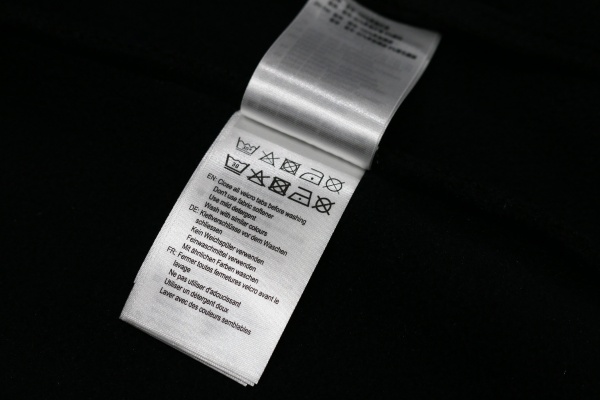 EN: Close all velcro tabs before washing
Don't use fabric softener
Use mild detergent
Wash with similar colours
DE: Klettverschlüsse vor dem Waschen
schliessen
Kein Weichspüler verwenden
Feinwaschmittel verwenden
Mit ähnlichen Farben waschen
FR: Fermer toutes fermetures velcro avant le
lavage
Ne pas utiliser d'adoucissant
Utiliser un détergent doux
Laver avec des couleurs semblables